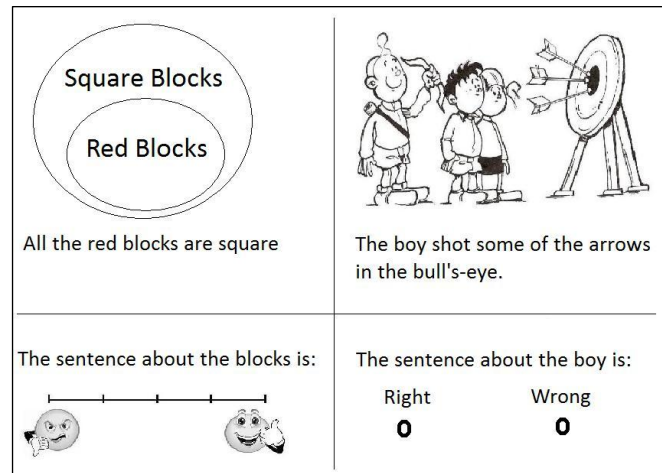 Square Blocks
Red Blocks
All the red blocks are square
The boy shot some of the arrows
in the bull's-eye.
The sentence about the blocks is:
The sentence about the boy is:
Right
Wrong
O
O